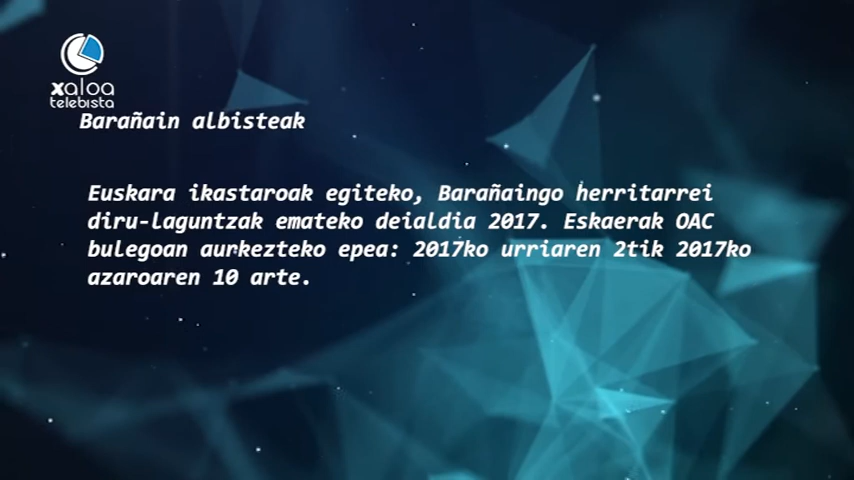 xaloa
telebista
Barañain albisteak
Euskara ikastaroak egiteko, Barañaingo herritarrei
diru-laguntzak emateko deialdia 2017. Eskaerak OAC
bulegoan aurkezteko epea: 2017ko urriaren 2tik 2017ko
azaroaren 10 arte.